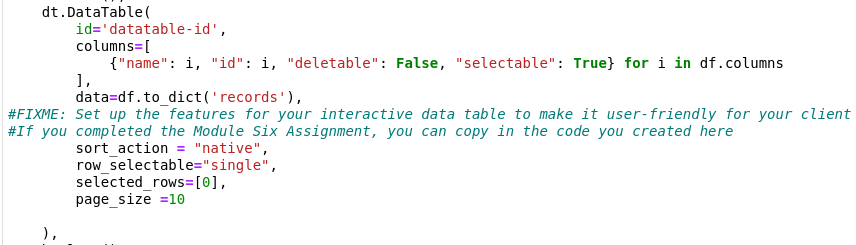 dt.DataTable(
id='datatable-id',
columns=[
{"name": i, "id": i, "deletable": False, "selectable": True} for i in df.columns
],
data=df.to_dict('records'),
#FIXME: Set up the features for your interactive data table to make it user-friendly for your client
#If you completed the Module Six Assignment, you can copy in the code you created here
sort_action = "native",
row_selectable="single",
selected_rows=[0],
page_size =10
),